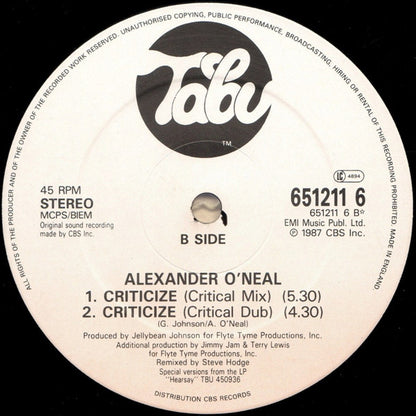 ALL RIGHTS OF THE PRODUCER AND OF THE OWNER OF THE RECORDED WORK RESERVED. UNAUTHORISED COPYING, PUBLIC PERFORMANCE, BROADCASTING, HIRING OR RENTAL OF THIS RECORDING PROHIBITED. MADE IN ENGLAND.
Tabu
TM
LC 4894
45 RPM
STEREO
MCPS/BIEM
Original sound recording
made by CBS Inc.
651211 6
651211 6 B*
EMI Music Publ. Ltd.
℗ 1987 CBS Inc.
B SIDE
ALEXANDER O'NEAL
1. CRITICIZE (Critical Mix) (5.30)
2. CRITICIZE (Critical Dub) (4.30)
(G. Johnson/A. O'Neal)
Produced by Jellybean Johnson for Flyte Tyme Productions, Inc.
Additional production by Jimmy Jam & Terry Lewis
for Flyte Tyme Productions, Inc.
Remixed by Steve Hodge
Special versions from the LP
"Hearsay" TBU 450936
DISTRIBUTION CBS RECORDS